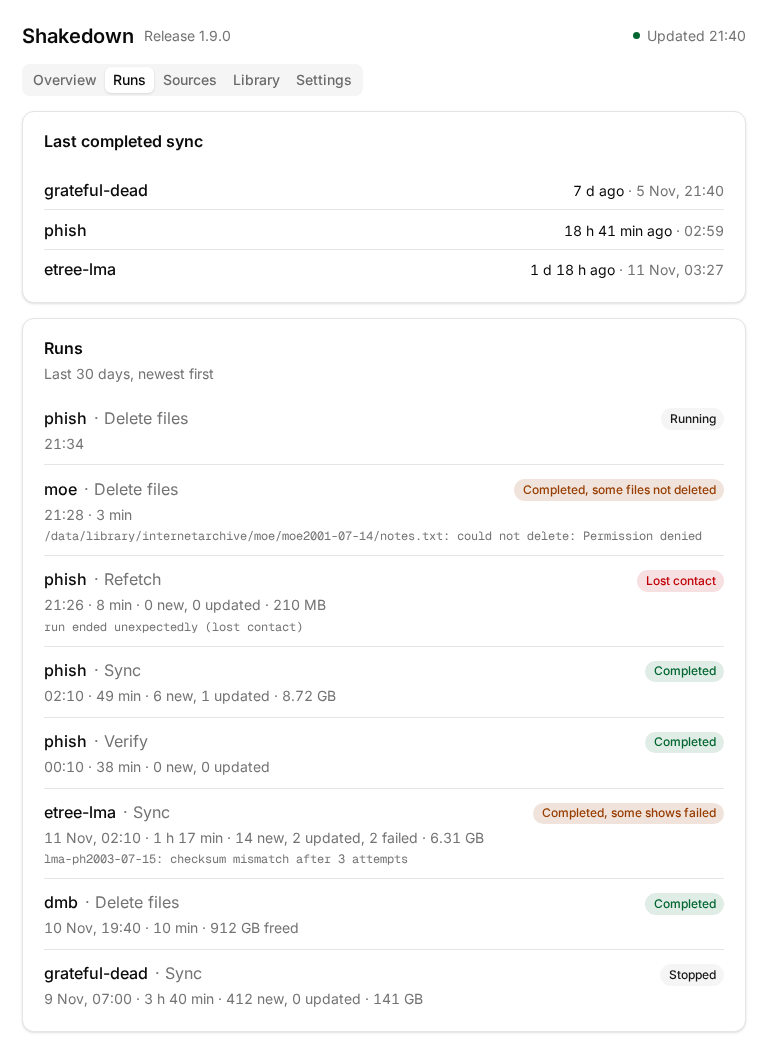 Shakedown Release 1.9.0 Updated 21:40
Overview Runs Sources Library Settings
Last completed sync
grateful-dead 7 d ago · 5 Nov, 21:40
phish 18 h 41 min ago · 02:59
etree-lma 1 d 18 h ago · 11 Nov, 03:27
Runs
Last 30 days, newest first
phish · Delete files Running
21:34
moe · Delete files Completed, some files not deleted
21:28 · 3 min
/data/library/internetarchive/moe/moe2001-07-14/notes.txt: could not delete: Permission denied
phish · Refetch Lost contact
21:26 · 8 min · 0 new, 0 updated · 210 MB
run ended unexpectedly (lost contact)
phish · Sync Completed
02:10 · 49 min · 6 new, 1 updated · 8.72 GB
phish · Verify Completed
00:10 · 38 min · 0 new, 0 updated
etree-lma · Sync Completed, some shows failed
11 Nov, 02:10 · 1 h 17 min · 14 new, 2 updated, 2 failed · 6.31 GB
lma-ph2003-07-15: checksum mismatch after 3 attempts
dmb · Delete files Completed
10 Nov, 19:40 · 10 min · 912 GB freed
grateful-dead · Sync Stopped
9 Nov, 07:00 · 3 h 40 min · 412 new, 0 updated · 141 GB